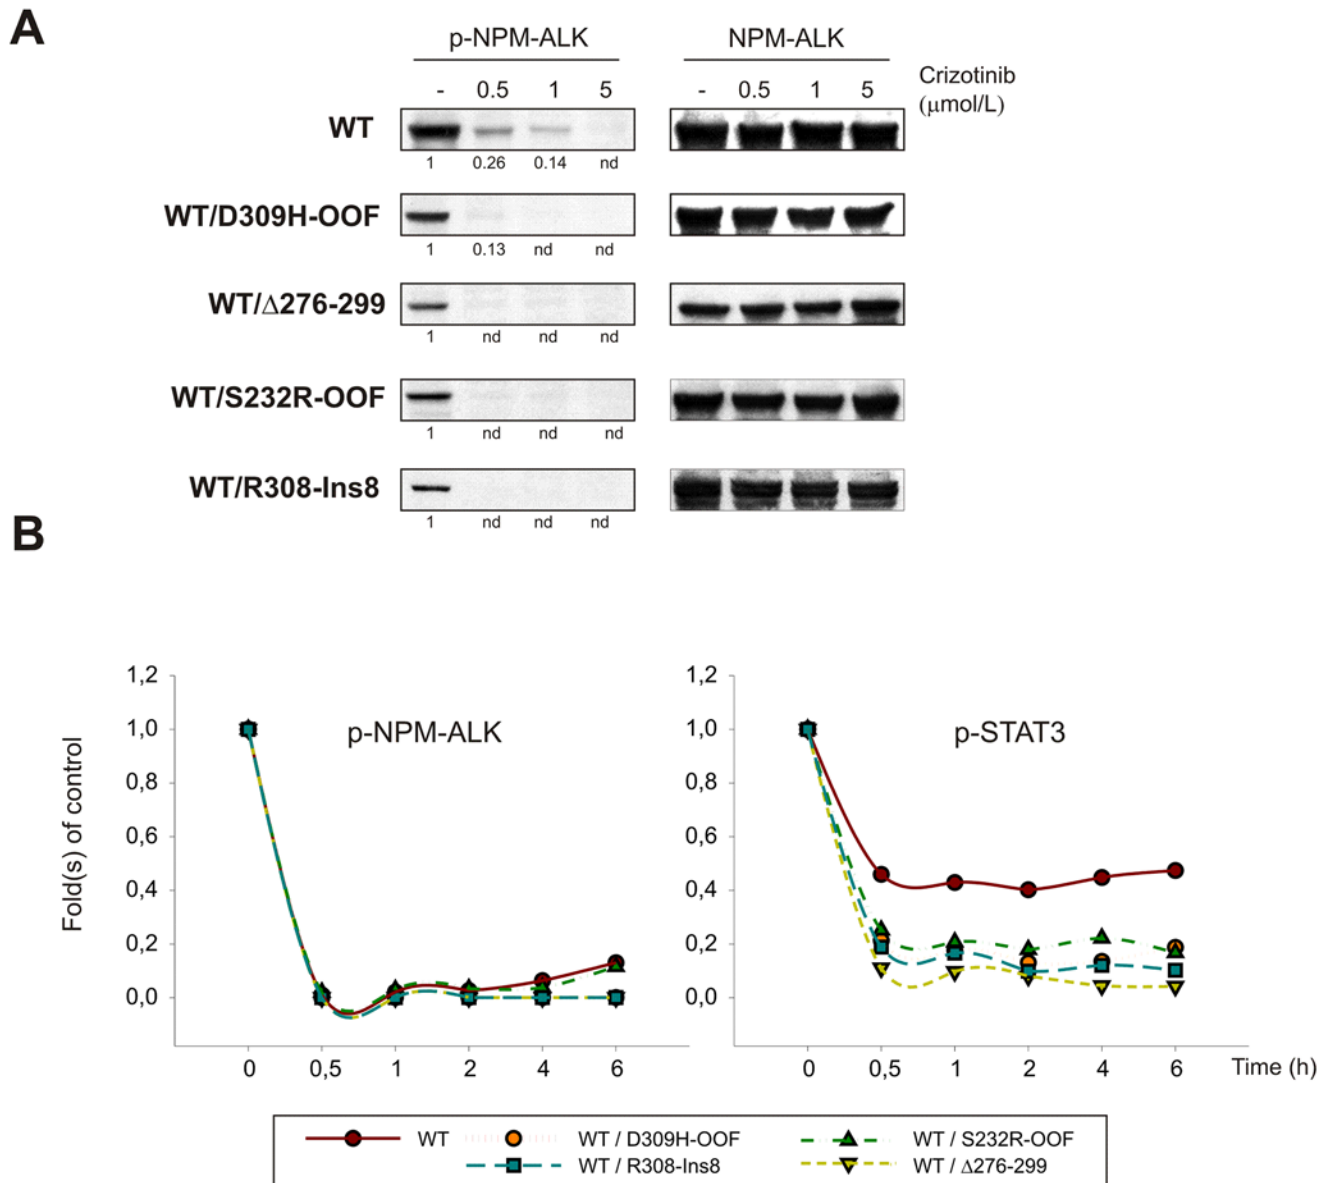 A
p-NPM-ALK NPM-ALK
- 0.5 1 5 - 0.5 1 5 Crizotinib
(μmol/L)
WT
1 0.26 0.14 nd
WT/D309H-OOF
1 0.13 nd nd
WT/Δ276-299
1 nd nd nd
WT/S232R-OOF
1 nd nd nd
WT/R308-Ins8
1 nd nd nd
B
Fold(s) of control
p-NPM-ALK
1,2
1,0
0,8
0,6
0,4
0,2
0,0
0 0,5 1 2 4 6
p-STAT3
1,2
1,0
0,8
0,6
0,4
0,2
0,0
0 0,5 1 2 4 6 Time (h)
WT WT / D309H-OOF WT / S232R-OOF
WT / R308-Ins8 WT / Δ276-299